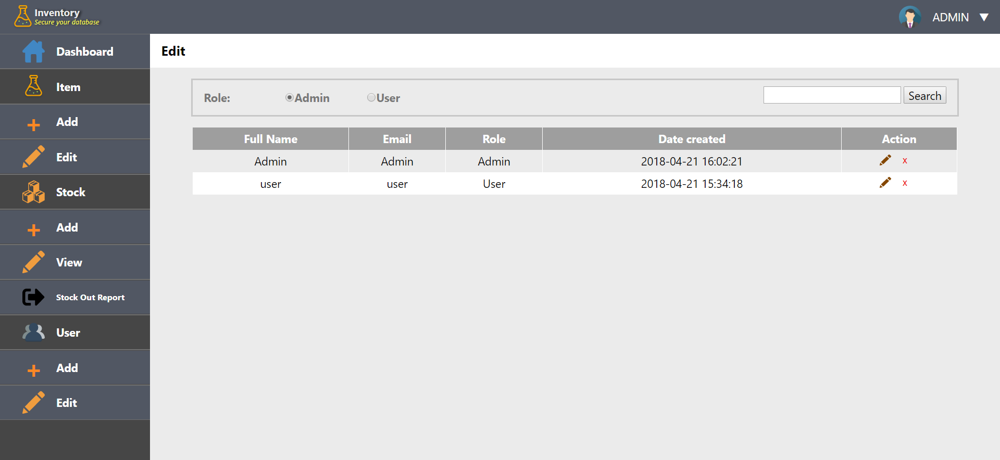 Inventory
Secure your database
ADMIN ▼
Dashboard
Item
Add
Edit
Stock
Add
View
Stock Out Report
User
Add
Edit
Edit
Role: Admin User Search
Full Name Email Role Date created Action
Admin Admin Admin 2018-04-21 16:02:21 x
user user User 2018-04-21 15:34:18 x